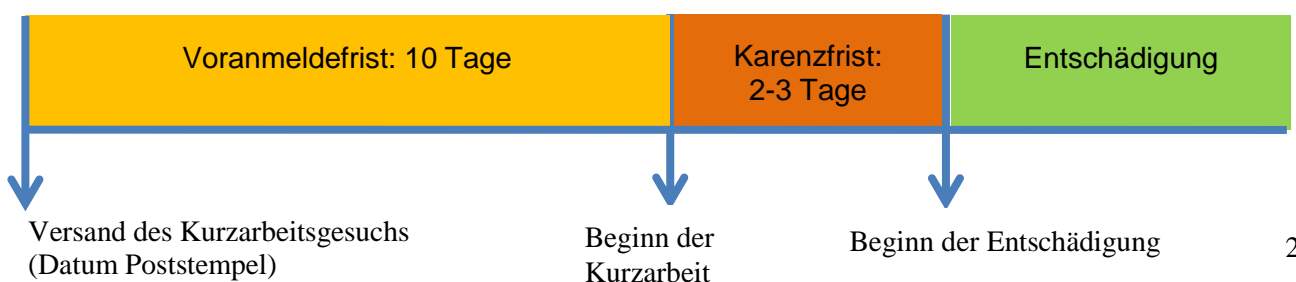 Voranmeldefrist: 10 Tage
Karenzfrist:
2-3 Tage
Entschädigung
Versand des Kurzarbeitsgesuchs
(Datum Poststempel)
Beginn der
Kurzarbeit
Beginn der Entschädigung
2